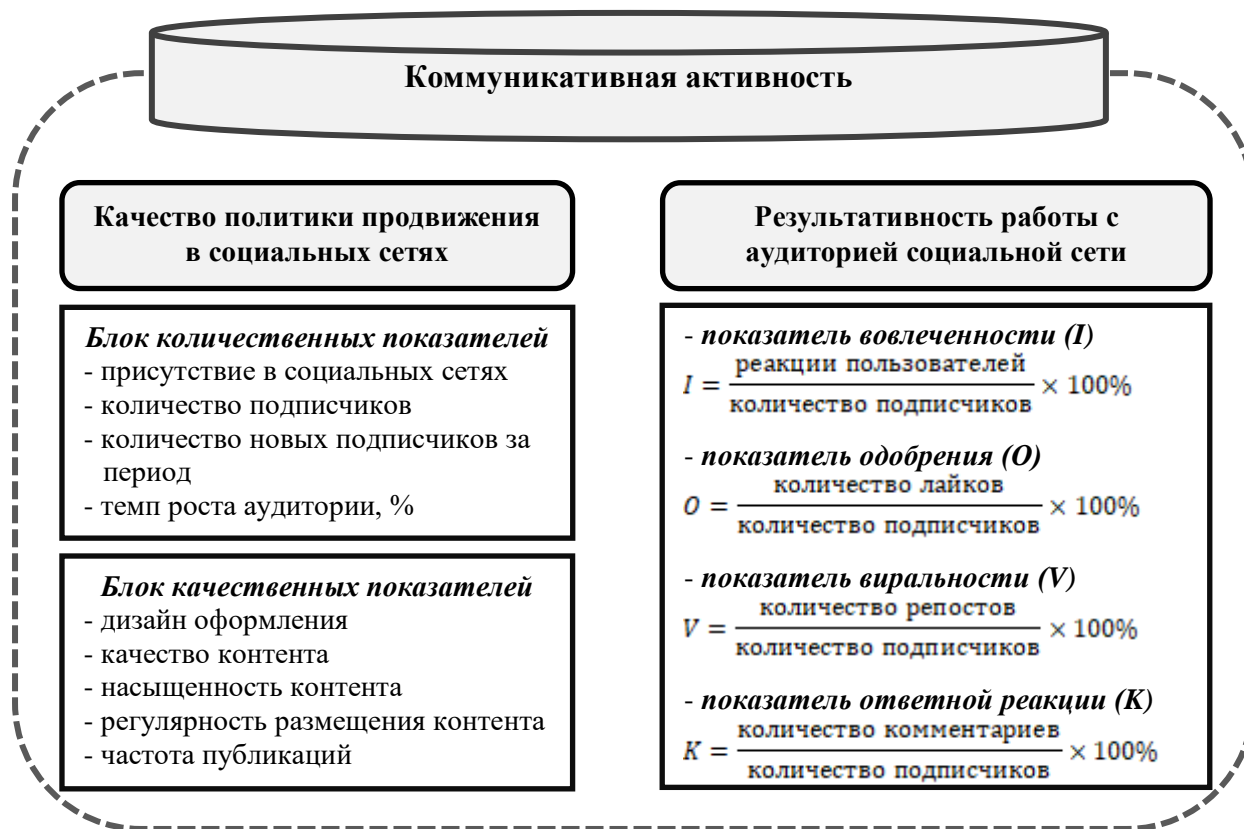 Коммуникативная активность
Качество политики продвижения
в социальных сетях
Блок количественных показателей
- присутствие в социальных сетях
- количество подписчиков
- количество новых подписчиков за
период
- темп роста аудитории, %
Блок качественных показателей
- дизайн оформления
- качество контента
- насыщенность контента
- регулярность размещения контента
- частота публикаций
Результативность работы с
аудиторией социальной сети
- показатель вовлеченности (I)
реакции пользователей
I = × 100%
количество подписчиков
- показатель одобрения (O)
количество лайков
O = × 100%
количество подписчиков
- показатель виральности (V)
количество репостов
V = × 100%
количество подписчиков
- показатель ответной реакции (K)
количество комментариев
K = × 100%
количество подписчиков